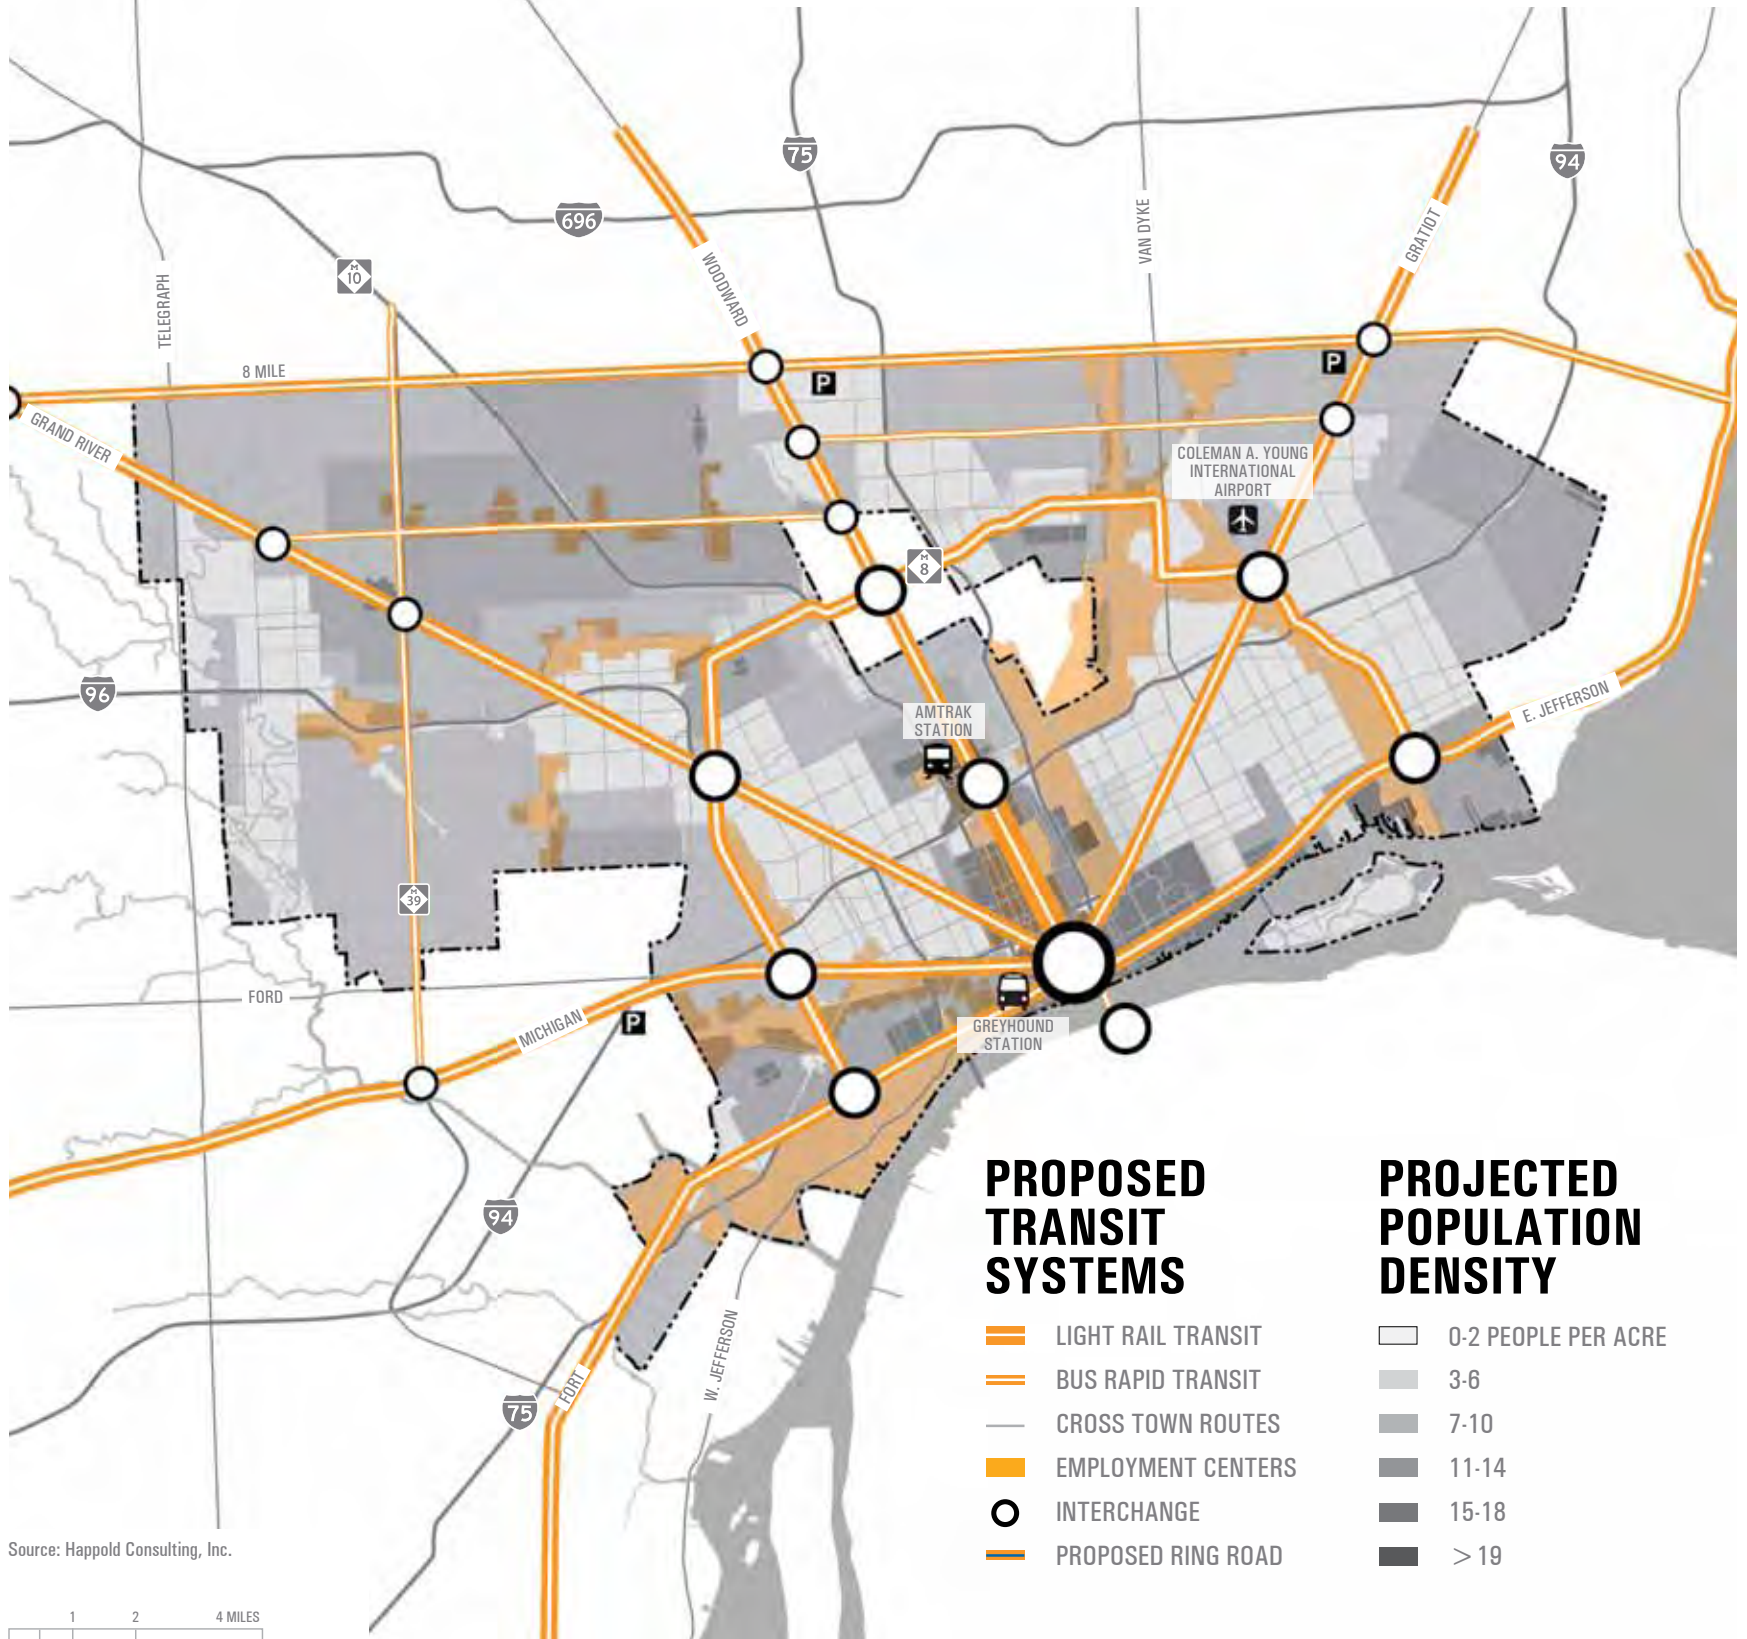 75
94
696
VAN DYKE
GRATIOT
M
10
WOODWARD
TELEGRAPH
8 MILE
P
P
GRAND RIVER
COLEMAN A. YOUNG
INTERNATIONAL
AIRPORT
M
8
96
E. JEFFERSON
AMTRAK
STATION
M
39
FORD
MICHIGAN
P
GREYHOUND
STATION
94
W. JEFFERSON
FORT
75
PROPOSED
TRANSIT
SYSTEMS
LIGHT RAIL TRANSIT
BUS RAPID TRANSIT
CROSS TOWN ROUTES
EMPLOYMENT CENTERS
INTERCHANGE
PROPOSED RING ROAD
PROJECTED
POPULATION
DENSITY
0-2 PEOPLE PER ACRE
3-6
7-10
11-14
15-18
> 19
Source: Happold Consulting, Inc.
1 2 4 MILES